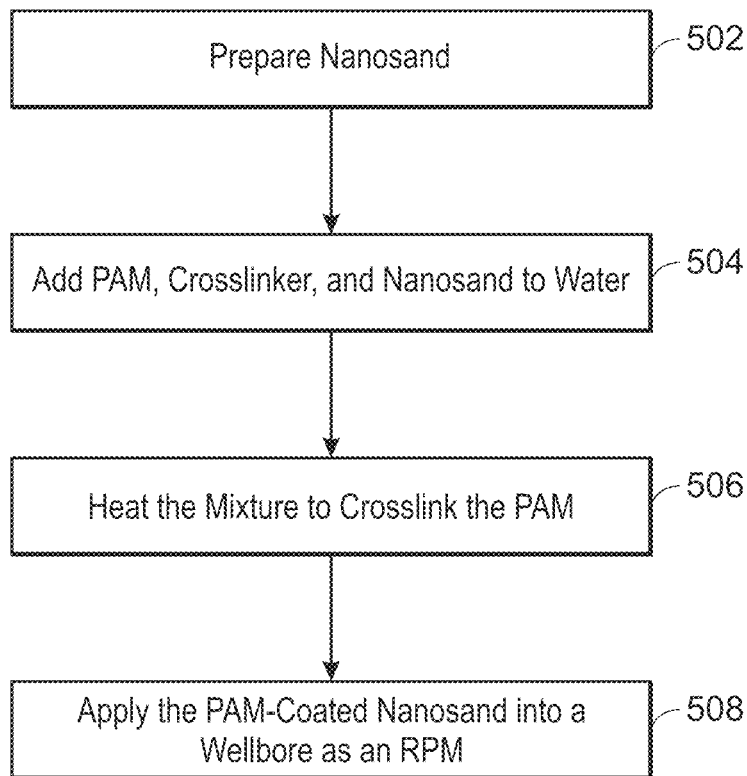 Prepare Nanosand
502
Add PAM, Crosslinker, and Nanosand to Water
504
Heat the Mixture to Crosslink the PAM
506
Apply the PAM-Coated Nanosand into a
Wellbore as an RPM
508